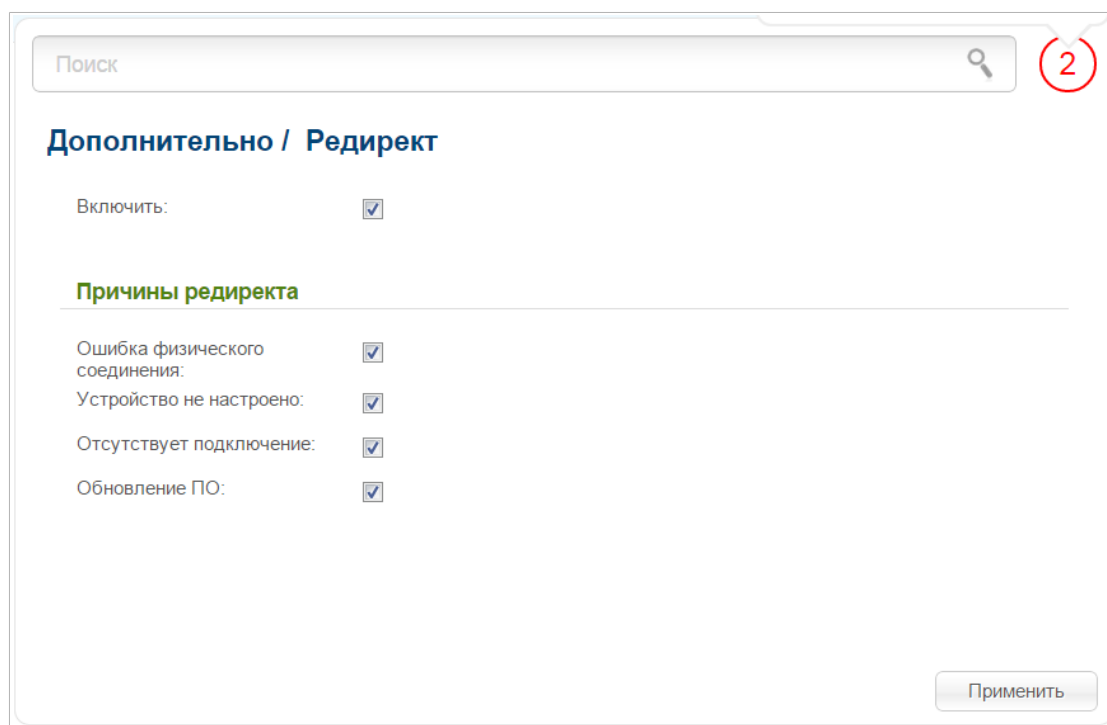 Поиск
2
Дополнительно / Редирект
Включить:
Причины редиректа
Ошибка физического
соединения:
Устройство не настроено:
Отсутствует подключение:
Обновление ПО:
Применить